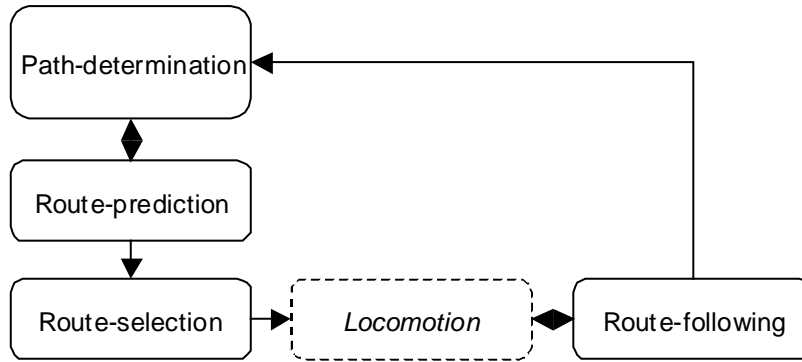 Path-determination
Route-prediction
Route-selection
Locomotion
Route-following